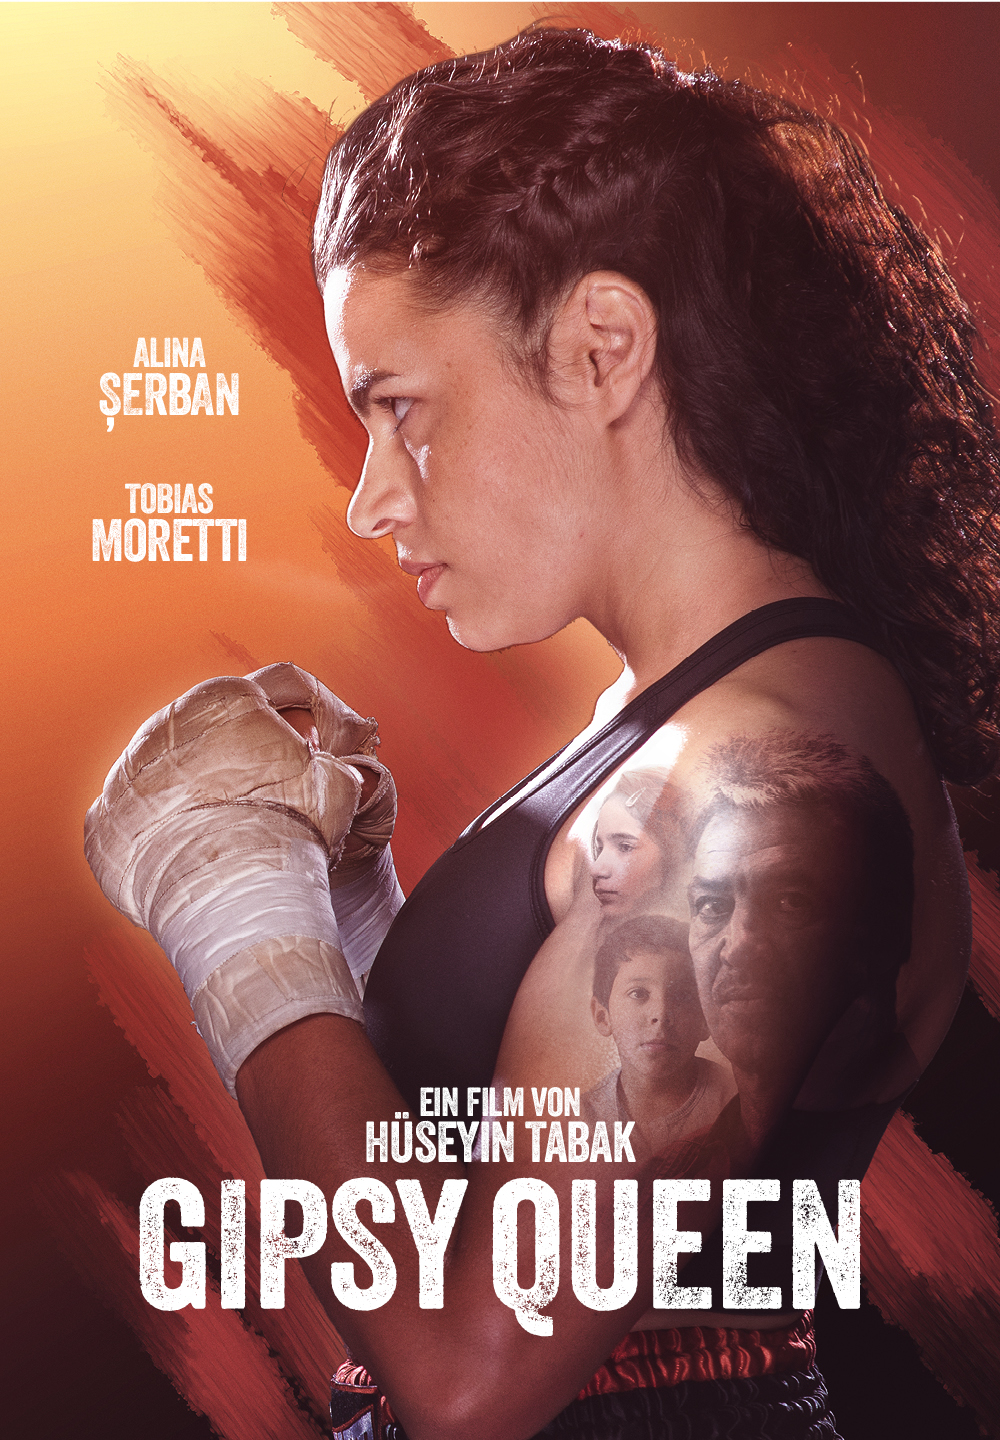 ALINA
ȘERBAN
TOBIAS
MORETTI
EIN FILM VON
HÜSEYIN TABAK
GIPSY QUEEN